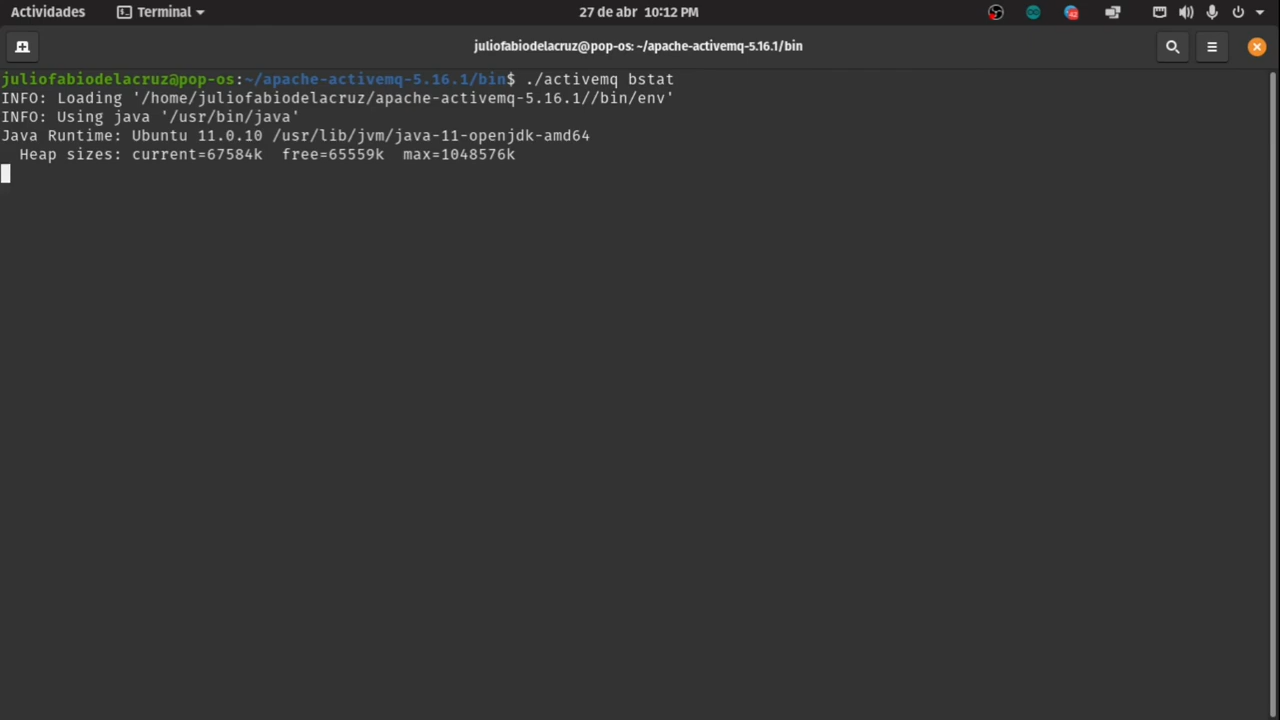 Actividades Terminal 27 de abr 10:12 PM 42
juliofabiodelacruz@pop-os: ~/apache-activemq-5.16.1/bin
juliofabiodelacruz@pop-os:~/apache-activemq-5.16.1/bin$ ./activemq bstat
INFO: Loading '/home/juliofabiodelacruz/apache-activemq-5.16.1//bin/env'
INFO: Using java '/usr/bin/java'
Java Runtime: Ubuntu 11.0.10 /usr/lib/jvm/java-11-openjdk-amd64
  Heap sizes: current=67584k  free=65559k  max=1048576k